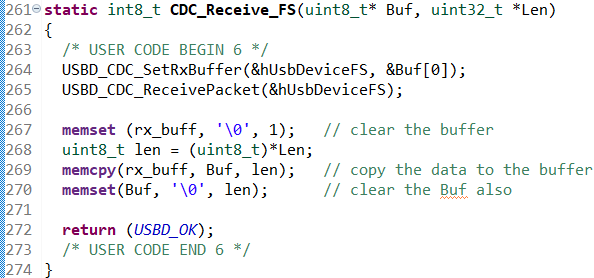 261 static int8_t CDC_Receive_FS(uint8_t* Buf, uint32_t *Len)
262 {
263   /* USER CODE BEGIN 6 */
264   USBD_CDC_SetRxBuffer(&hUsbDeviceFS, &Buf[0]);
265   USBD_CDC_ReceivePacket(&hUsbDeviceFS);
266
267   memset (rx_buff, '\0', 1);   // clear the buffer
268   uint8_t len = (uint8_t)*Len;
269   memcpy(rx_buff, Buf, len);   // copy the data to the buffer
270   memset(Buf, '\0', len);      // clear the Buf also
271
272   return (USBD_OK);
273   /* USER CODE END 6 */
274 }